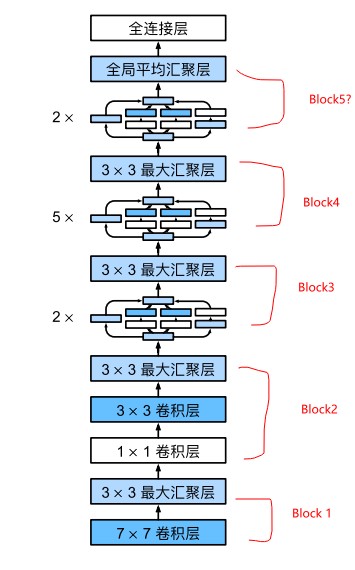 全连接层
全局平均汇聚层
Block5?
2 ×
3 × 3 最大汇聚层
Block4
5 ×
3 × 3 最大汇聚层
Block3
2 ×
3 × 3 最大汇聚层
3 × 3 卷积层
Block2
1 × 1 卷积层
3 × 3 最大汇聚层
Block 1
7 × 7 卷积层